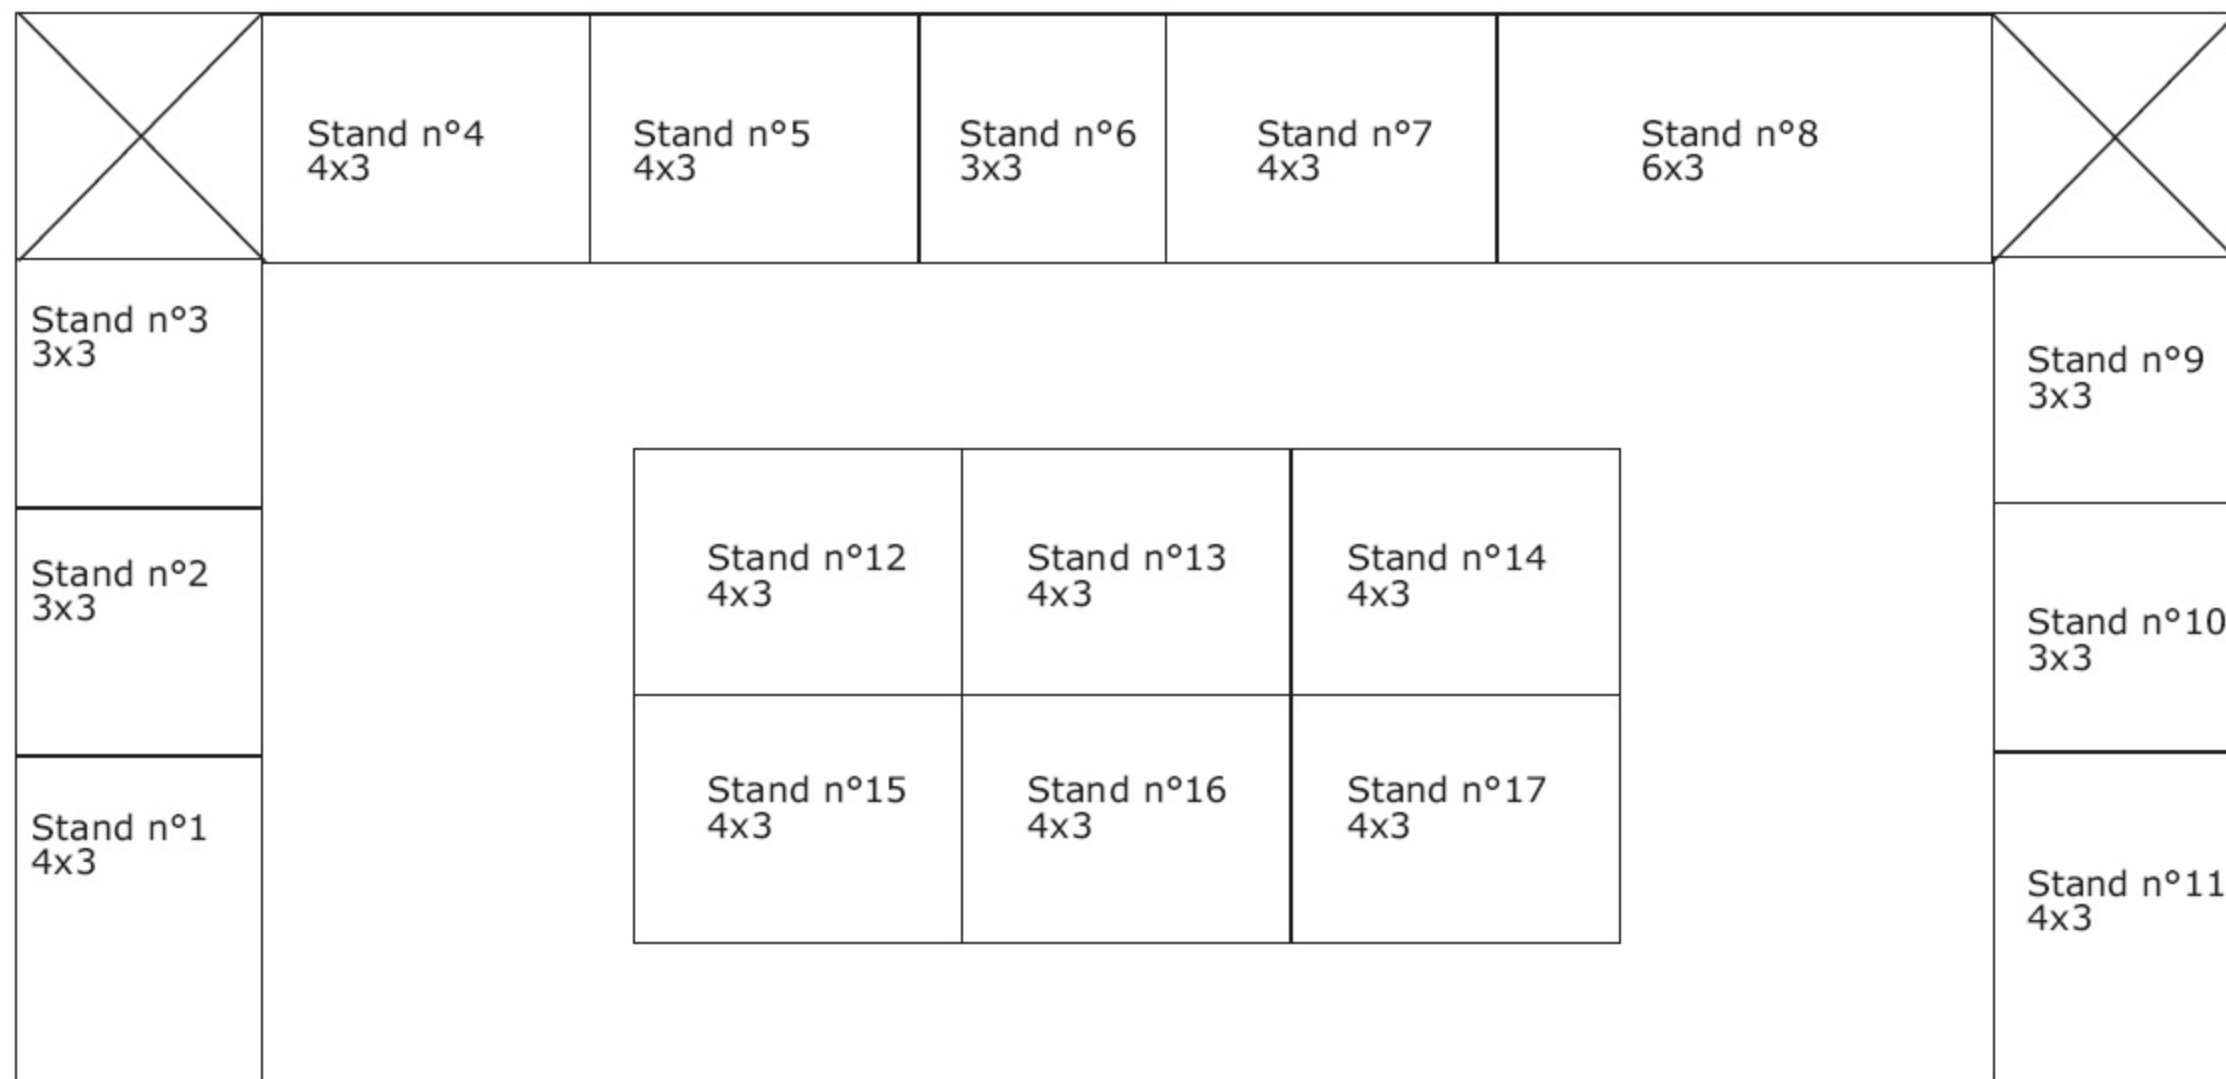 Stand n°4
4x3
Stand n°5
4x3
Stand n°6
3x3
Stand n°7
4x3
Stand n°8
6x3
Stand n°3
3x3
Stand n°9
3x3
Stand n°12
4x3
Stand n°13
4x3
Stand n°14
4x3
Stand n°2
3x3
Stand n°10
3x3
Stand n°15
4x3
Stand n°16
4x3
Stand n°17
4x3
Stand n°1
4x3
Stand n°11
4x3